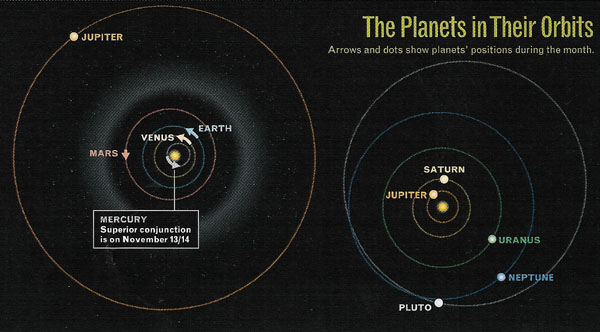 The Planets in Their Orbits
Arrows and dots show planets' positions during the month.
JUPITER
EARTH
VENUS
MARS
MERCURY
Superior conjunction
is on November 13/14
SATURN
JUPITER
URANUS
NEPTUNE
PLUTO